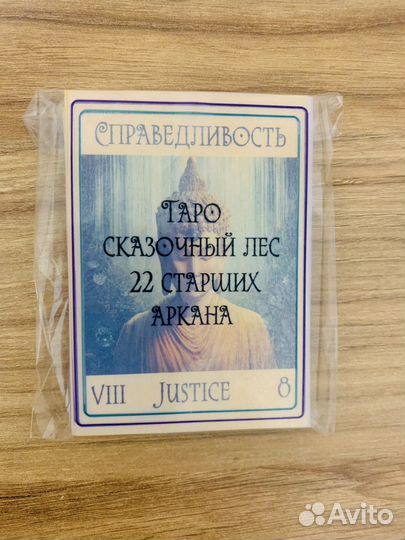 Справедливость
Таро
сказочный лес
22 старших
аркана
VIII Justice 8
Avito